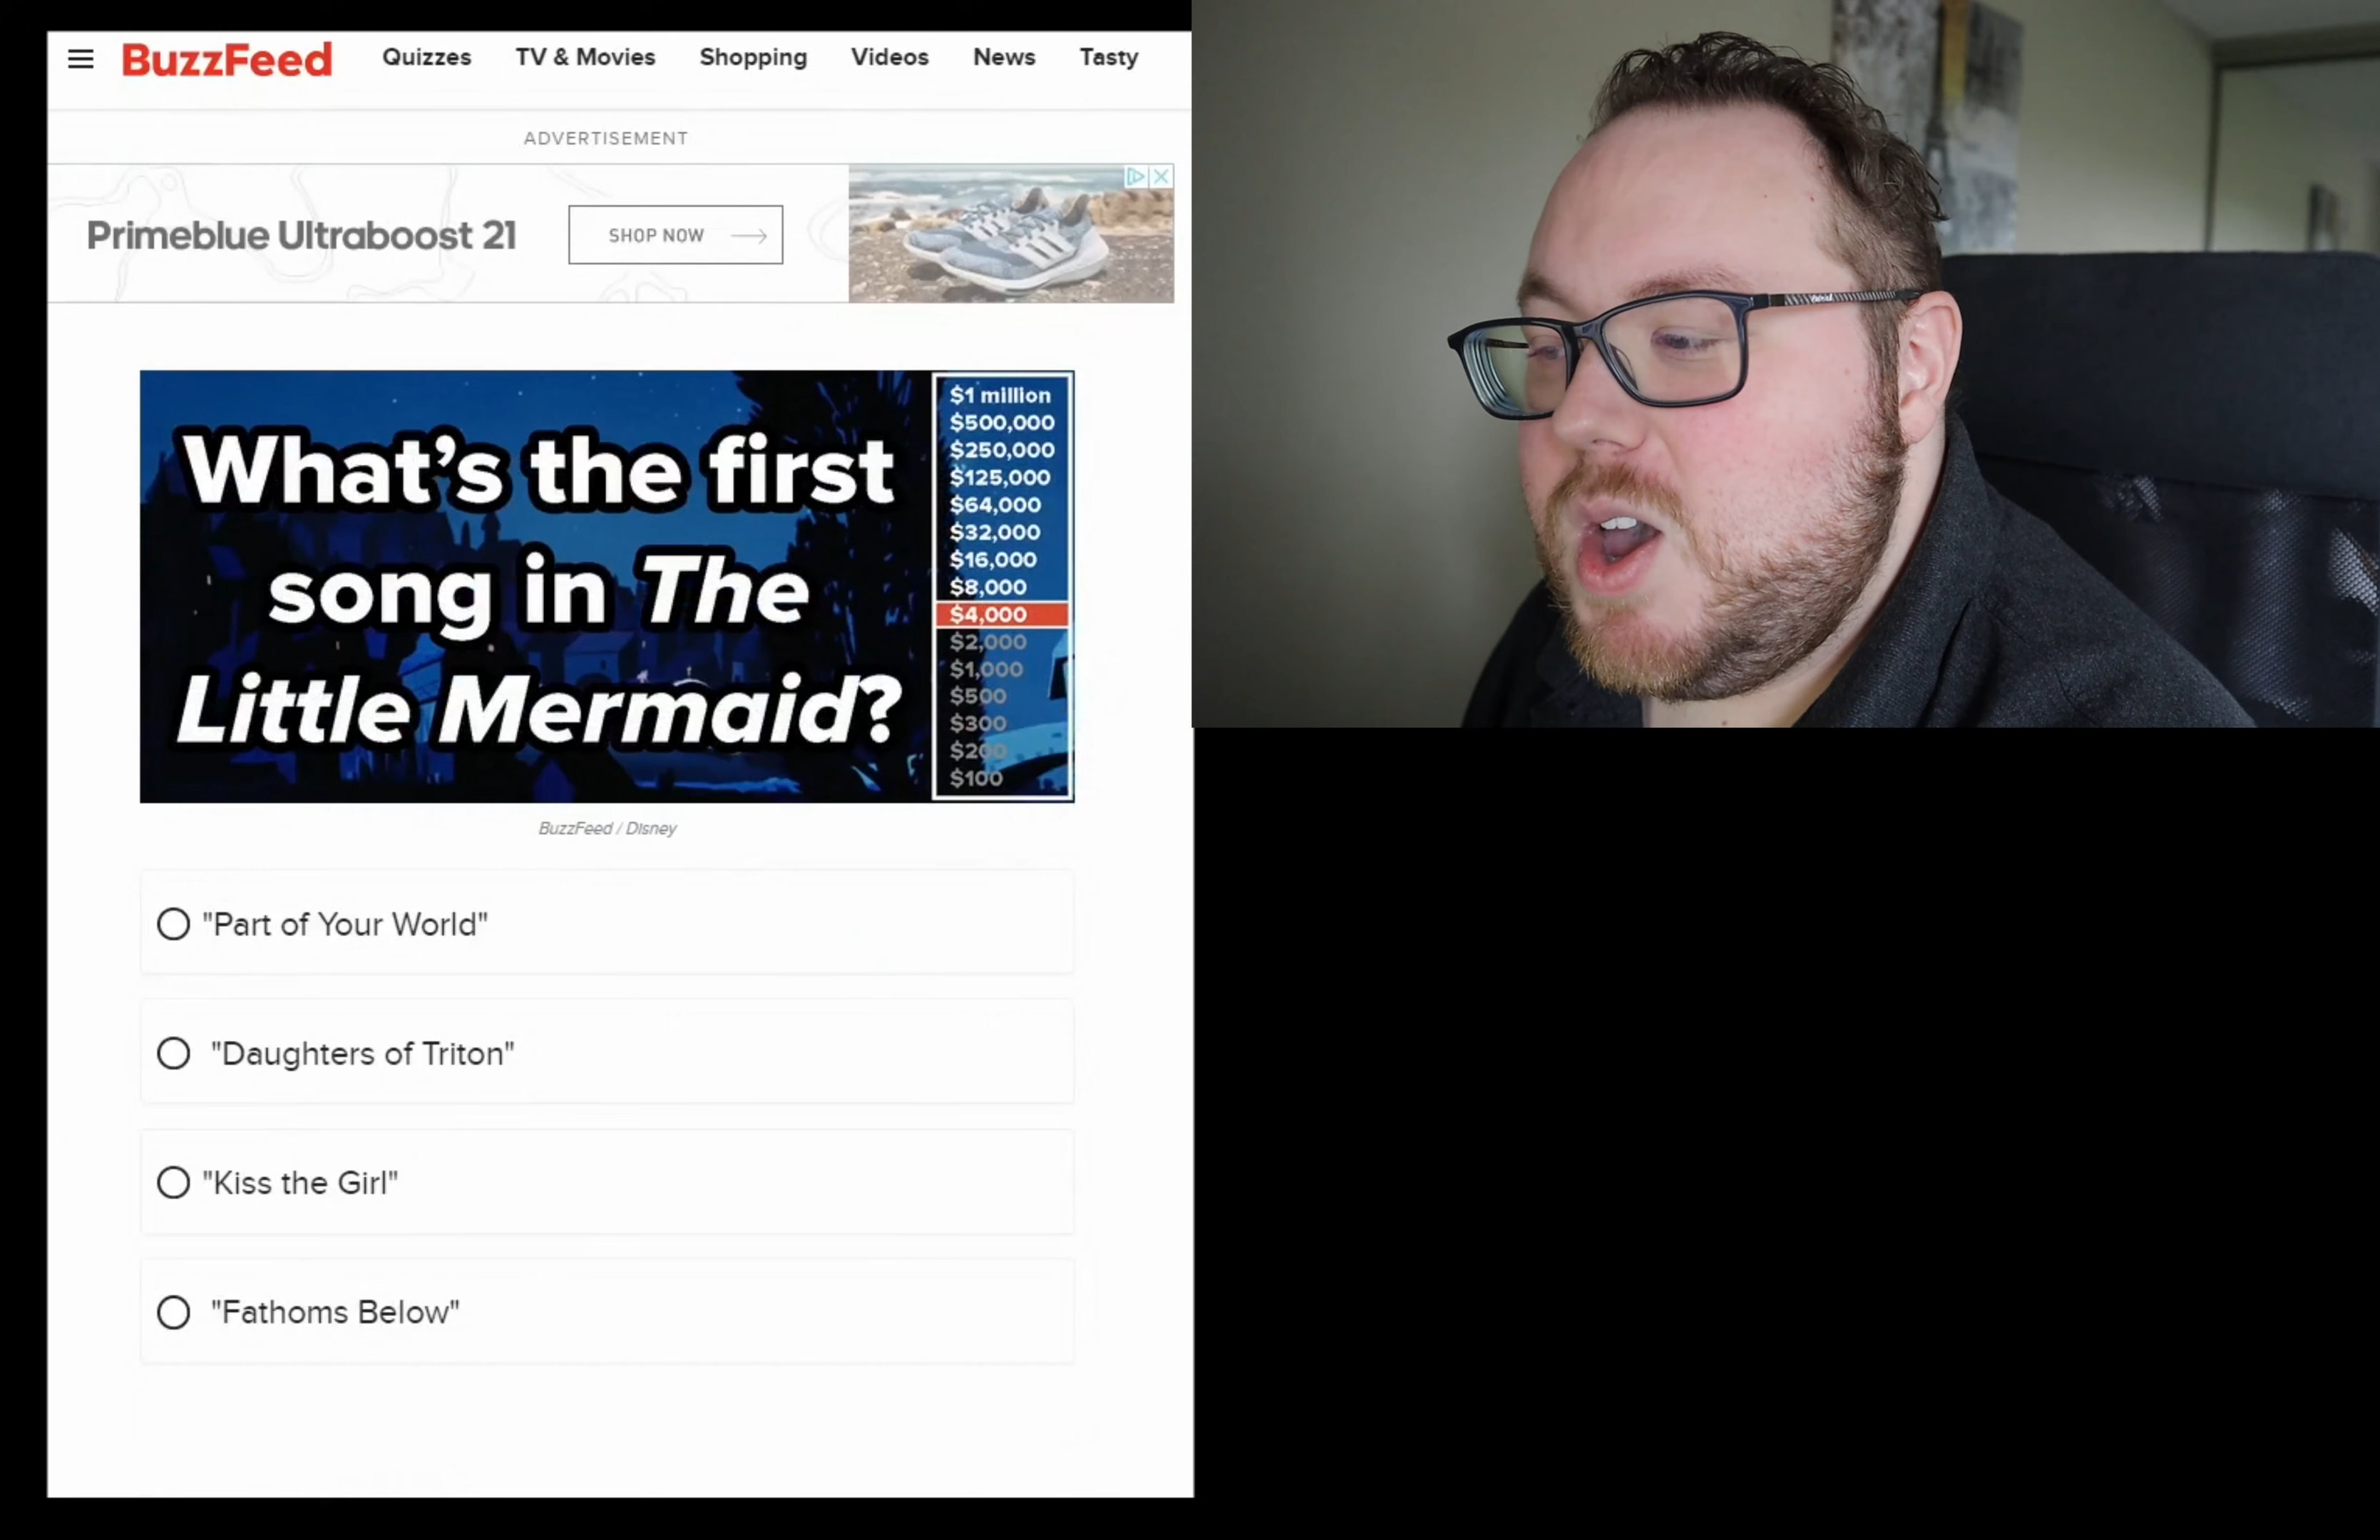 BuzzFeed Quizzes TV & Movies Shopping Videos News Tasty
ADVERTISEMENT
Primeblue Ultraboost 21 SHOP NOW
What's the first
song in The
Little Mermaid?
$1 million
$500,000
$250,000
$125,000
$64,000
$32,000
$16,000
$8,000
$4,000
$2,000
$1,000
$500
$300
$200
$100
BuzzFeed / Disney
"Part of Your World"
"Daughters of Triton"
"Kiss the Girl"
"Fathoms Below"